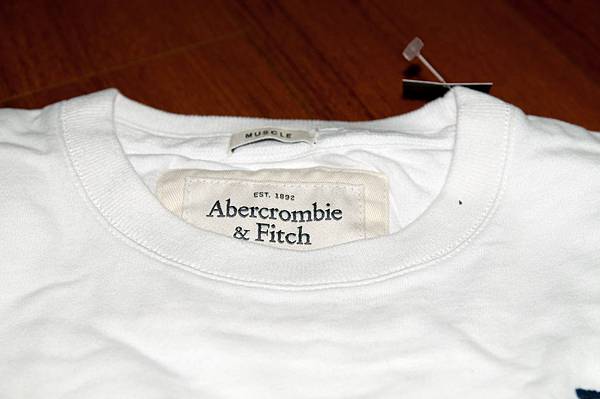 MUSCLE
EST. 1892
Abercrombie
& Fitch